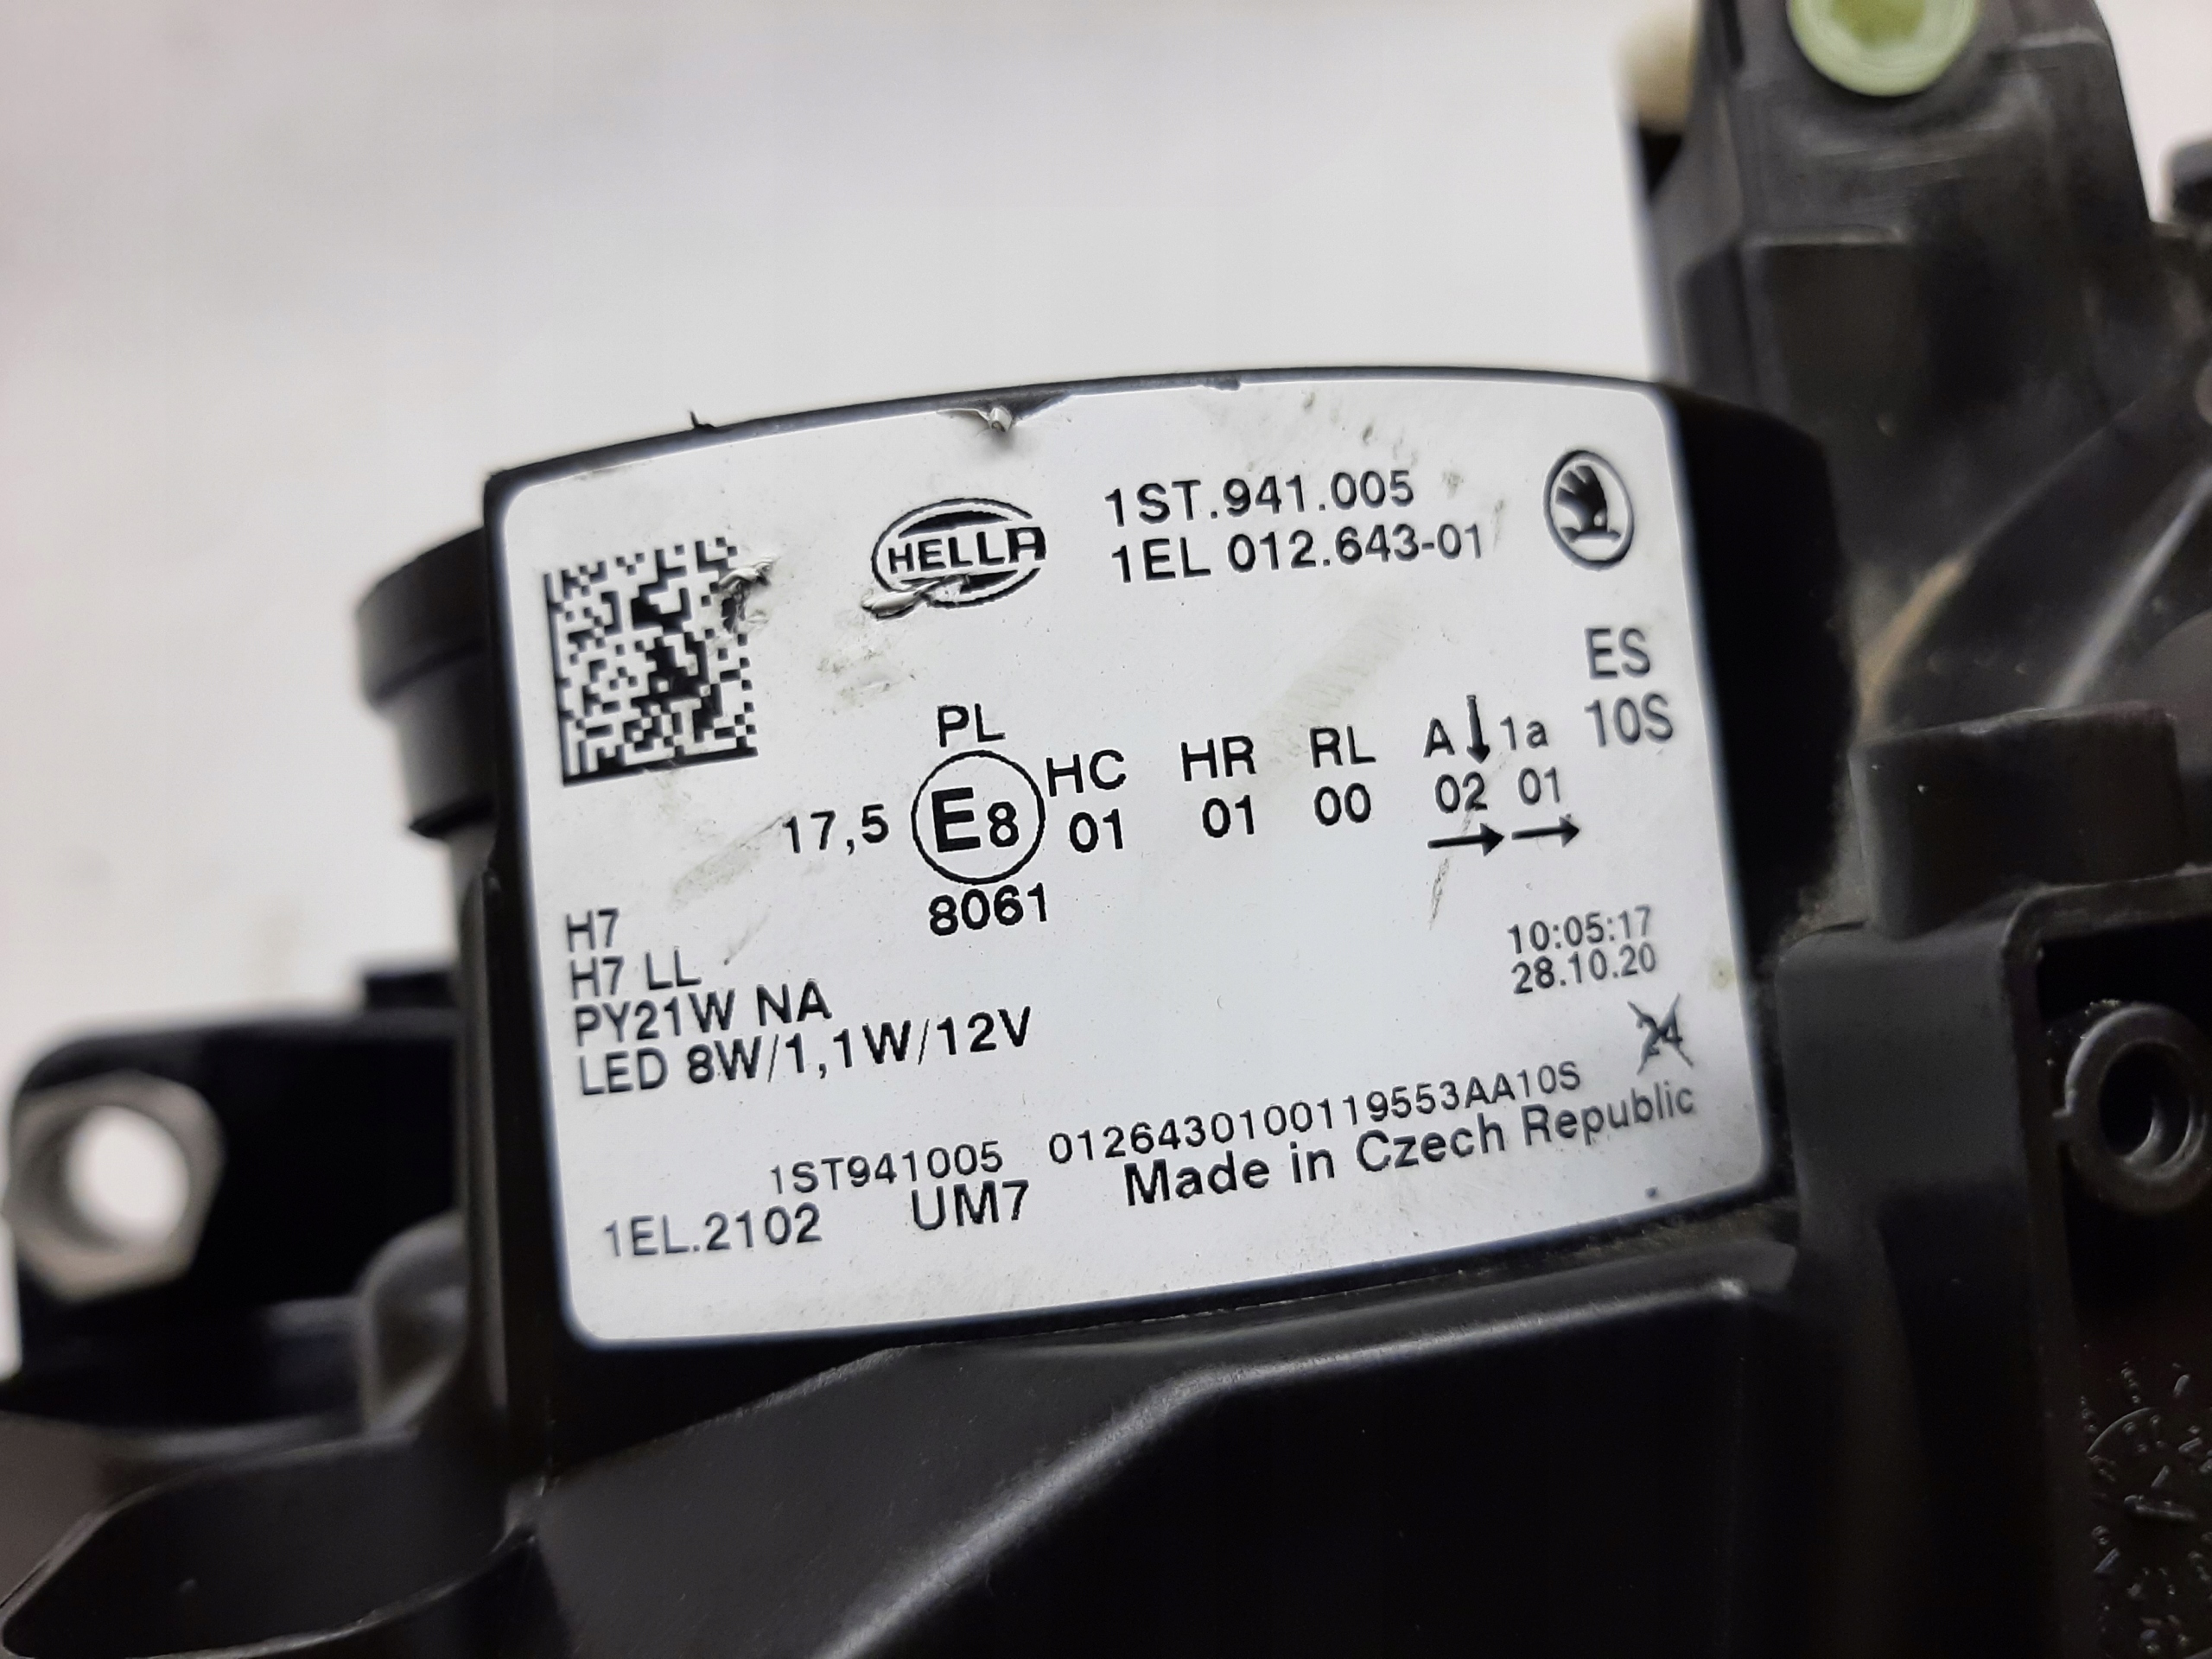 HELLA
1ST.941.005
1EL 012.643-01
ES
10S
PL
HC HR RL A 1a
17,5 E8 01 01 00 02 01
8061
H7
H7 LL
PY21W NA
LED 8W/1,1W/12V
10:05:17
28.10.20
24
1ST941005 012643010011９553AA10S
1EL.2102 UM7 Made in Czech Republic